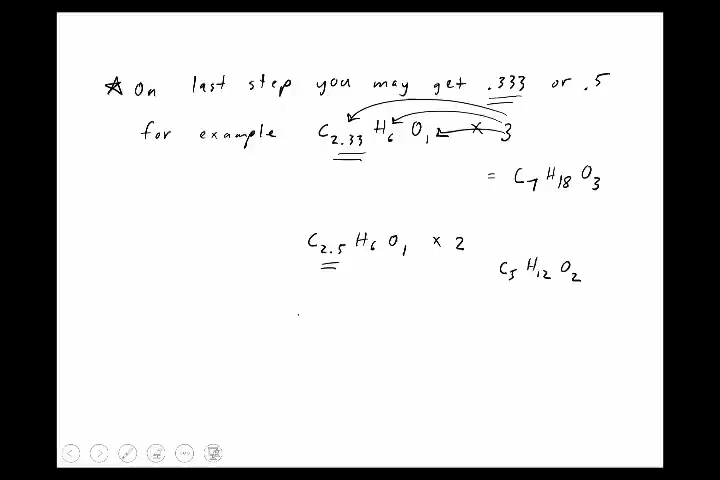 ☆ On last step you may get .333 or .5
for example C2.33 H6 O1 x 3
= C7 H18 O3
C2.5 H6 O1 x 2
C5 H12 O2